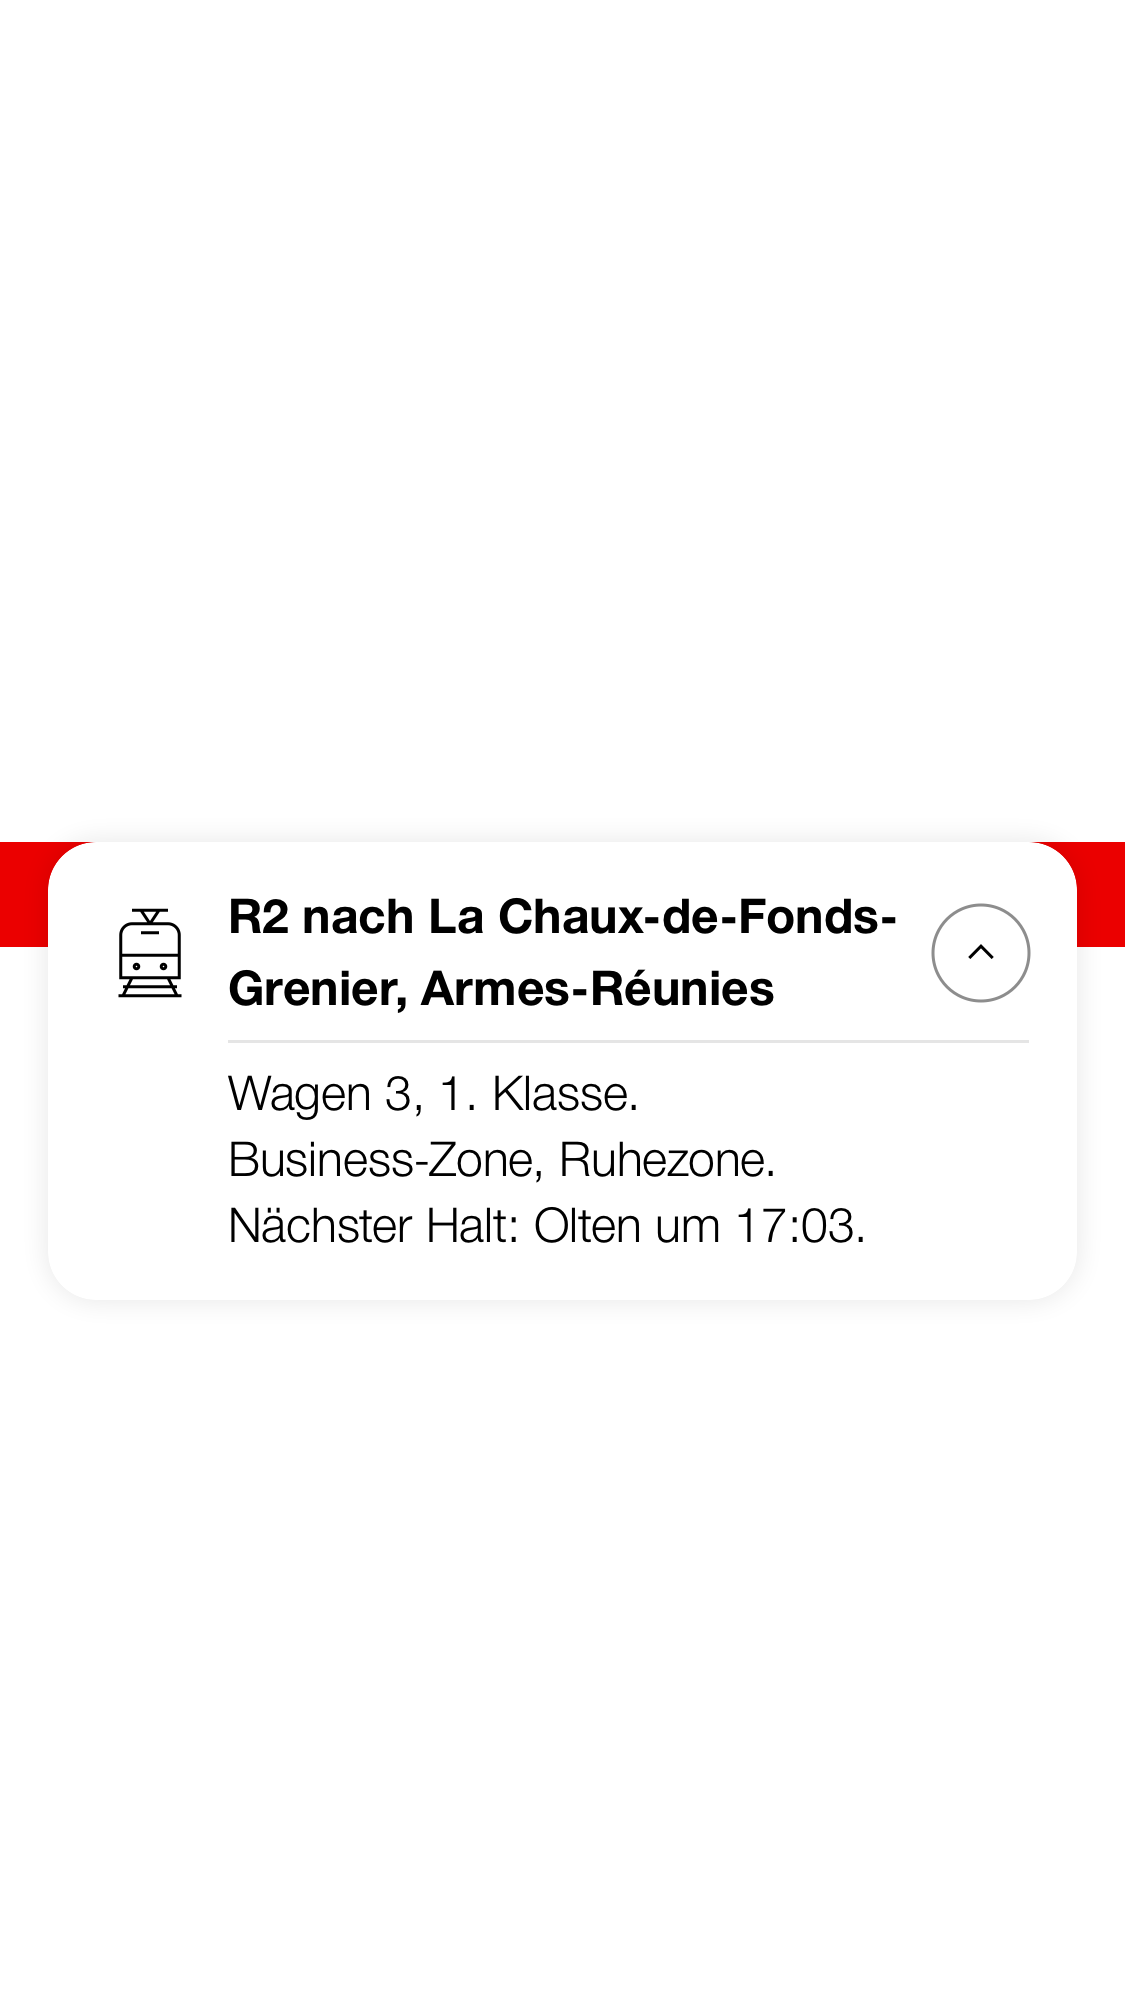 R2 nach La Chaux-de-Fonds-
Grenier, Armes-Réunies
Wagen 3, 1. Klasse.
Business-Zone, Ruhezone.
Nächster Halt: Olten um 17:03.